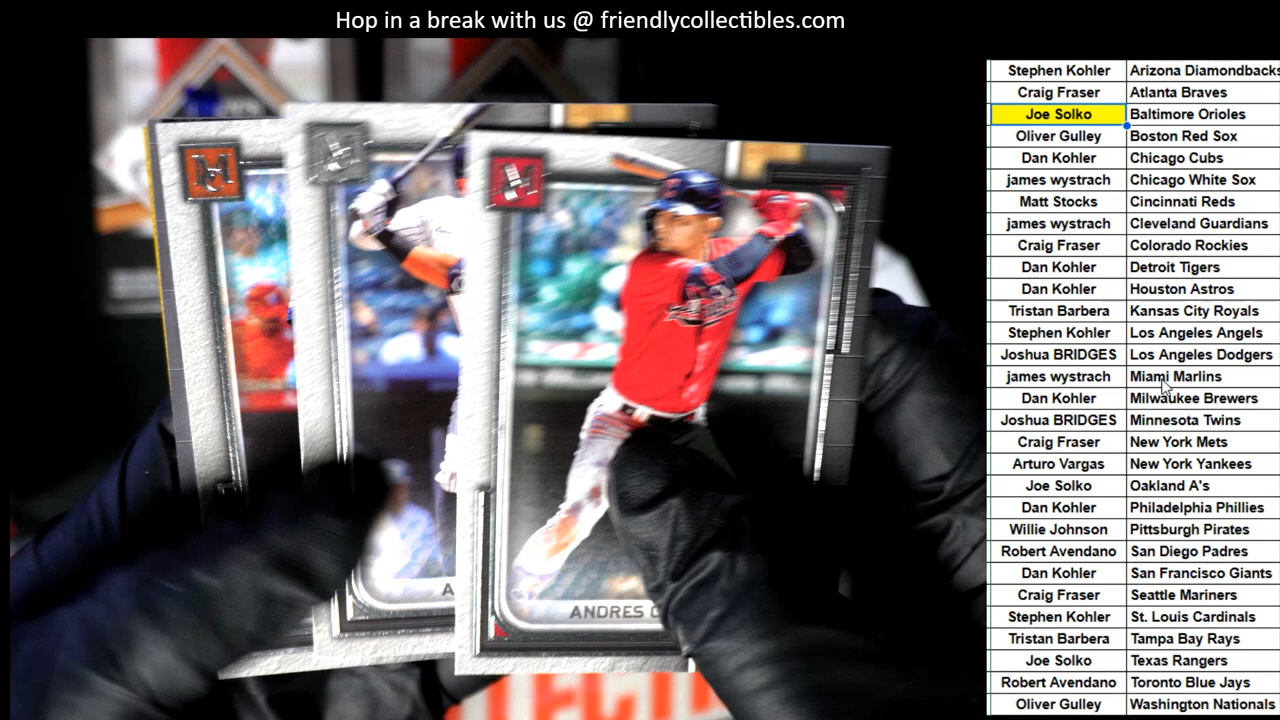 Hop in a break with us @ friendlycollectibles.com
Stephen Kohler Arizona Diamondbacks
Craig Fraser Atlanta Braves
Joe Solko Baltimore Orioles
Oliver Gulley Boston Red Sox
Dan Kohler Chicago Cubs
james wystrach Chicago White Sox
Matt Stocks Cincinnati Reds
james wystrach Cleveland Guardians
Craig Fraser Colorado Rockies
Dan Kohler Detroit Tigers
Dan Kohler Houston Astros
Tristan Barbera Kansas City Royals
Stephen Kohler Los Angeles Angels
Joshua BRIDGES Los Angeles Dodgers
james wystrach Miami Marlins
Dan Kohler Milwaukee Brewers
Joshua BRIDGES Minnesota Twins
Craig Fraser New York Mets
Arturo Vargas New York Yankees
Joe Solko Oakland A's
Dan Kohler Philadelphia Phillies
Willie Johnson Pittsburgh Pirates
Robert Avendano San Diego Padres
Dan Kohler San Francisco Giants
Craig Fraser Seattle Mariners
Stephen Kohler St. Louis Cardinals
Tristan Barbera Tampa Bay Rays
Joe Solko Texas Rangers
Robert Avendano Toronto Blue Jays
Oliver Gulley Washington Nationals
ANDRES